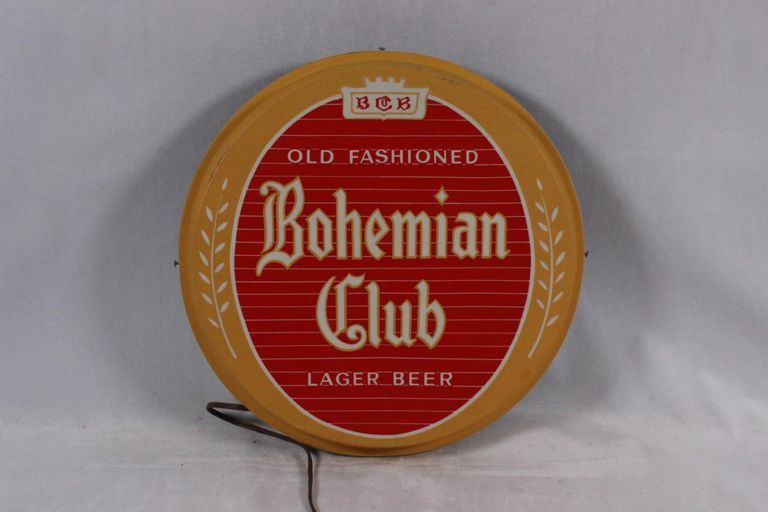 BCB
OLD FASHIONED
Bohemian
Club
LAGER BEER